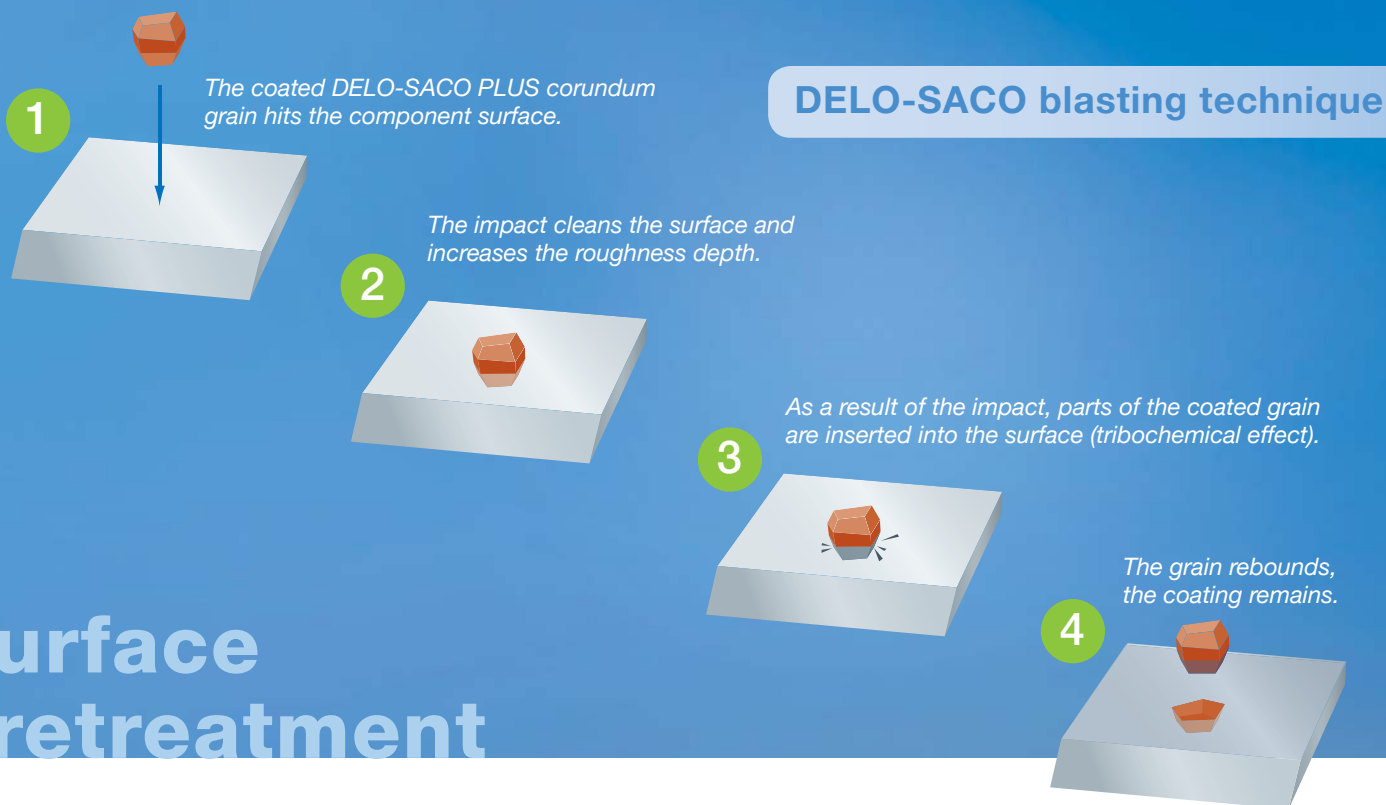 DELO-SACO blasting technique
1
The coated DELO-SACO PLUS corundum
grain hits the component surface.
2
The impact cleans the surface and
increases the roughness depth.
3
As a result of the impact, parts of the coated grain
are inserted into the surface (tribochemical effect).
4
The grain rebounds,
the coating remains.
urface
retreatment